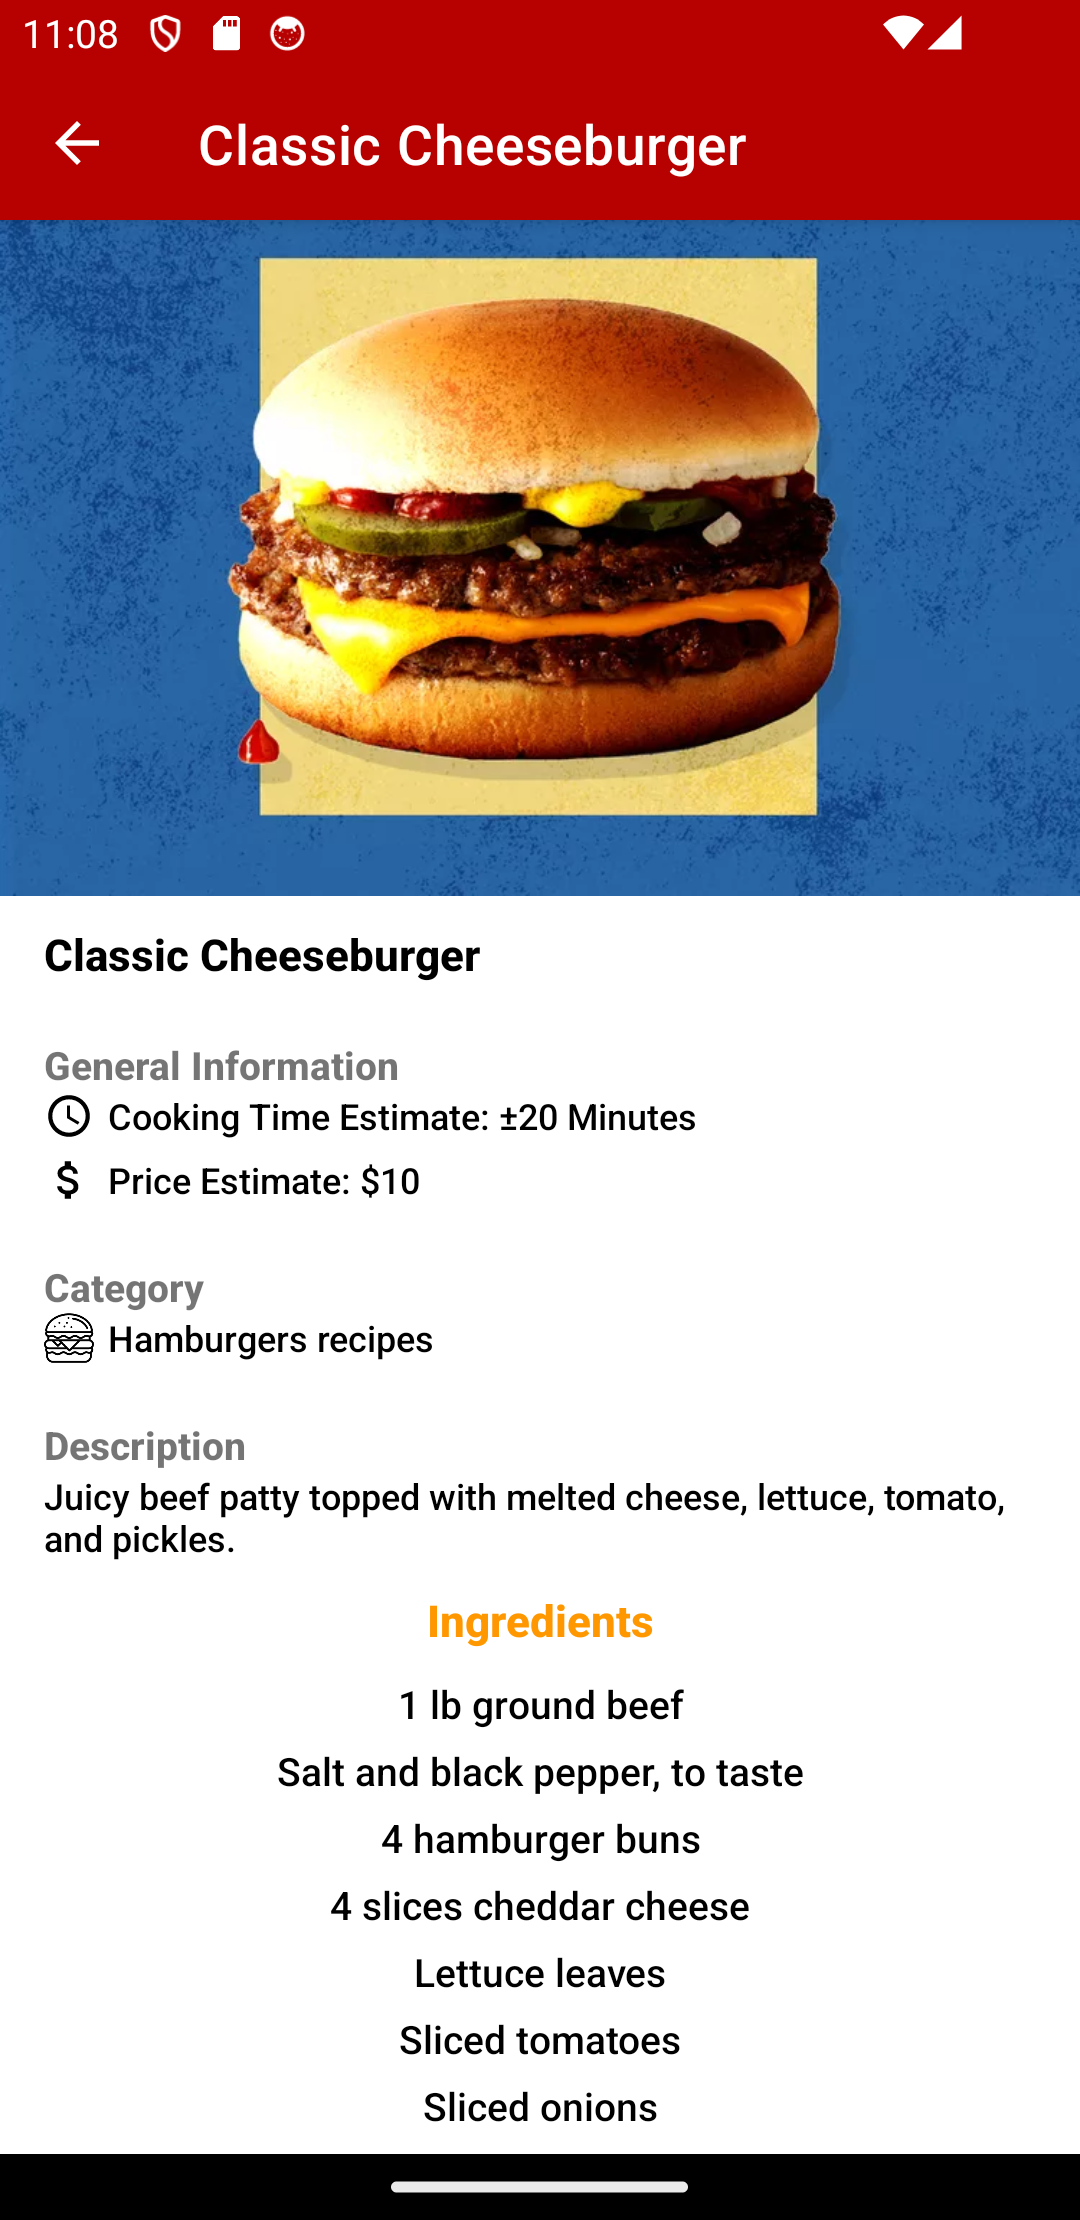 11:08
Classic Cheeseburger
Classic Cheeseburger
General Information
Cooking Time Estimate: ±20 Minutes
$ Price Estimate: $10
Category
Hamburgers recipes
Description
Juicy beef patty topped with melted cheese, lettuce, tomato,
and pickles.
Ingredients
1 lb ground beef
Salt and black pepper, to taste
4 hamburger buns
4 slices cheddar cheese
Lettuce leaves
Sliced tomatoes
Sliced onions